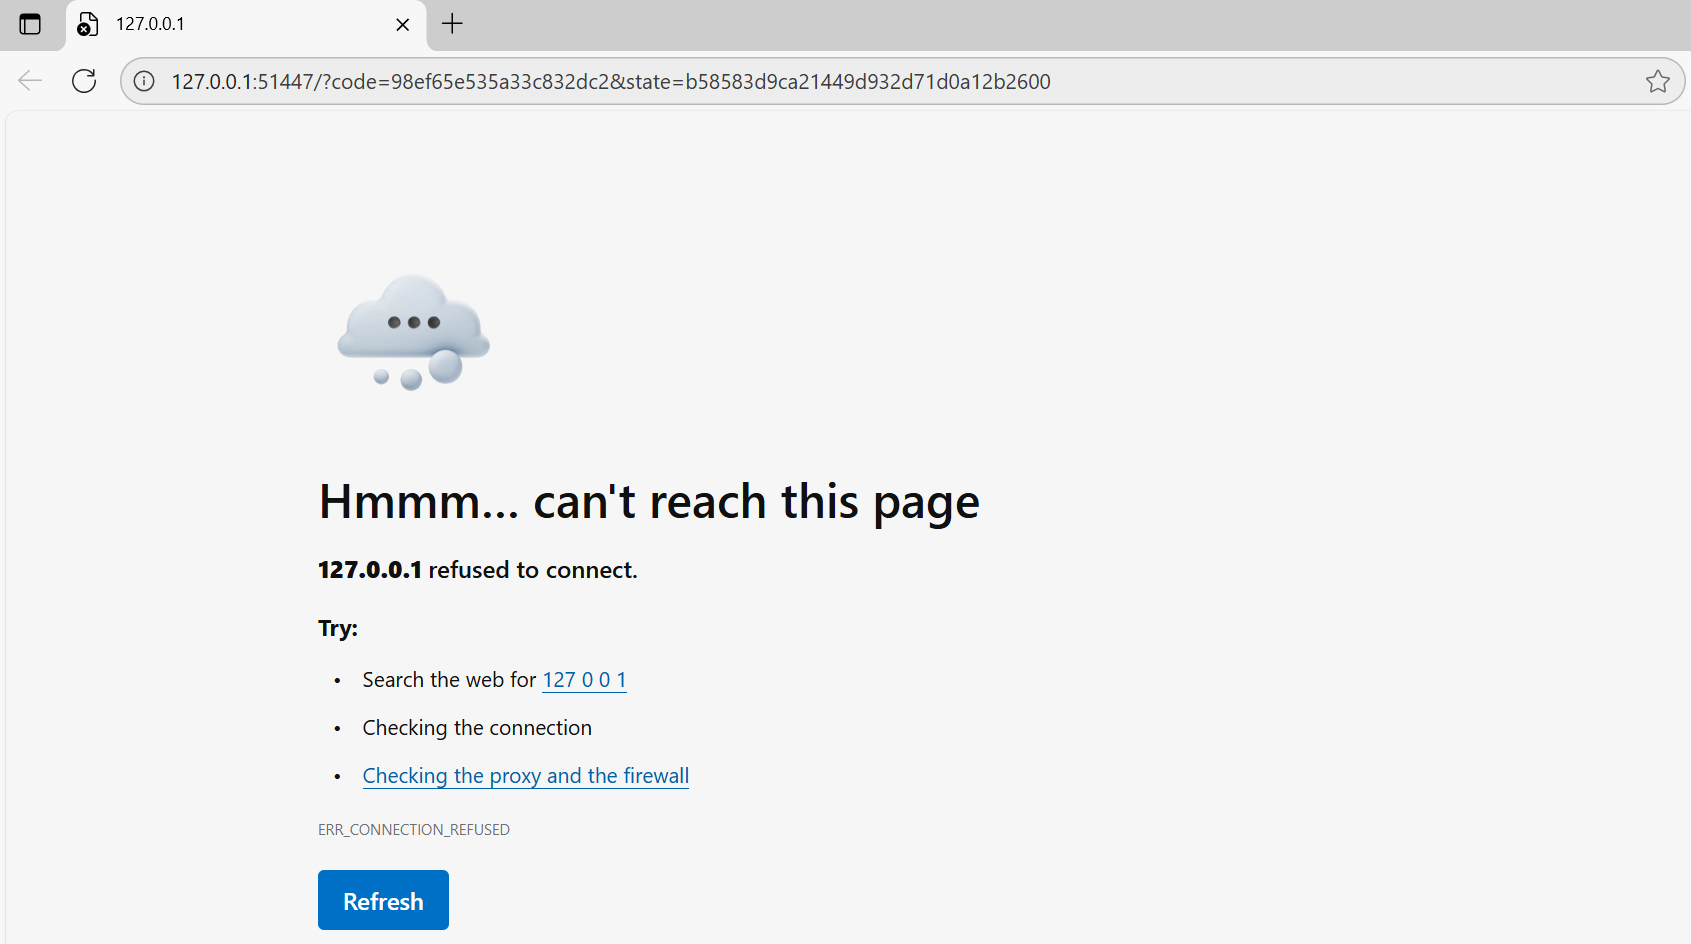 127.0.0.1
127.0.0.1:51447/?code=98ef65e535a33c832dc2&state=b58583d9ca21449d932d71d0a12b2600
Hmmm... can't reach this page
127.0.0.1 refused to connect.
Try:
• Search the web for 127 0 0 1
• Checking the connection
• Checking the proxy and the firewall
ERR_CONNECTION_REFUSED
Refresh